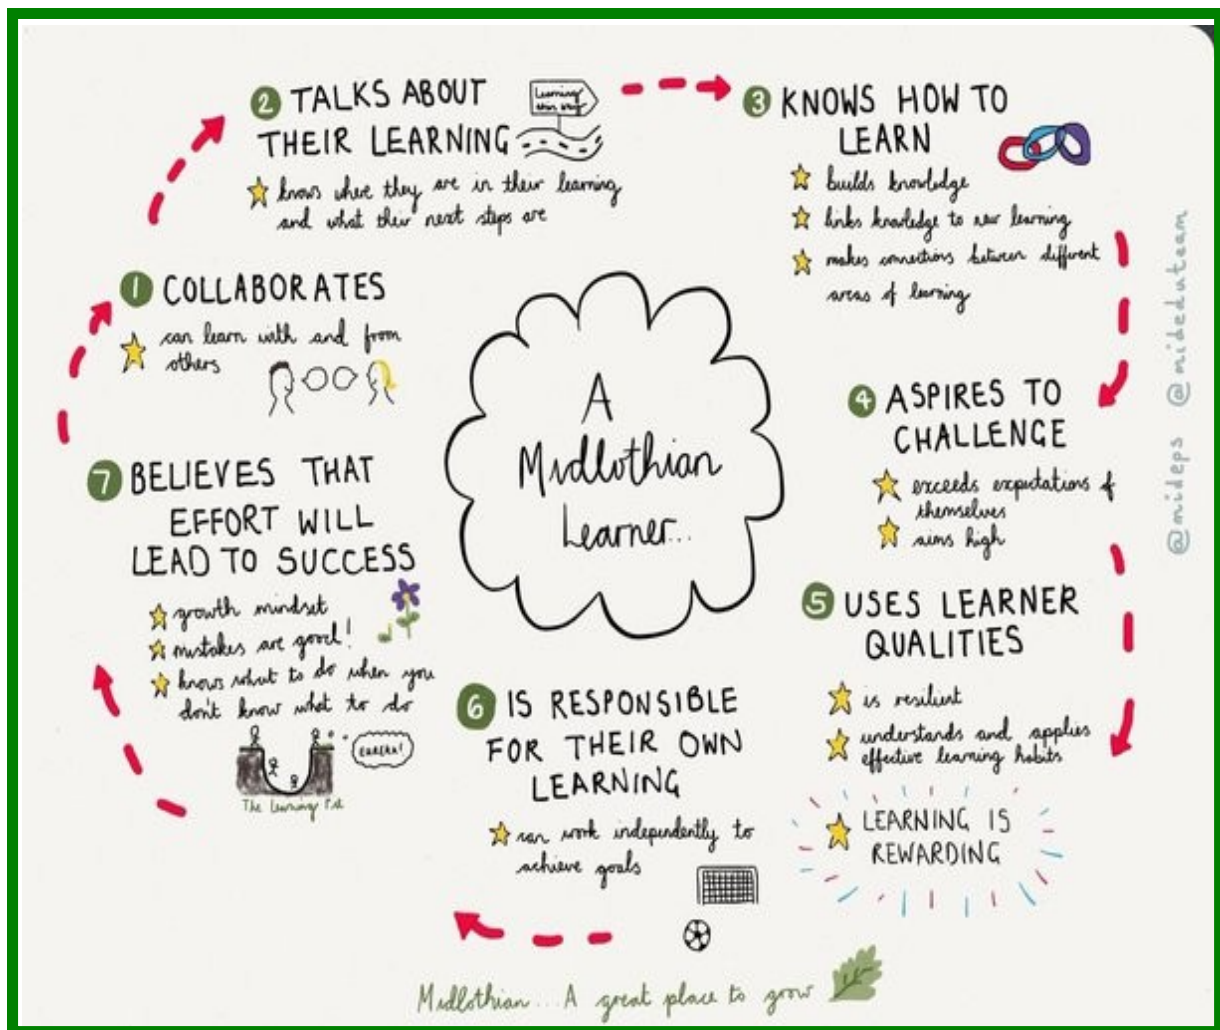 A
Midlothian
Learner...
1 COLLABORATES
can learn with and from
others
2 TALKS ABOUT
THEIR LEARNING
Learning
this way
knows where they are in their learning
and what their next steps are
3 KNOWS HOW TO
LEARN
builds knowledge
links knowledge to new learning
makes connections between different
areas of learning
4 ASPIRES TO
CHALLENGE
exceeds expectations of
themselves
aims high
5 USES LEARNER
QUALITIES
is resilient
understands and applies
effective learning habits
LEARNING IS
REWARDING
6 IS RESPONSIBLE
FOR THEIR OWN
LEARNING
can work independently to
achieve goals
7 BELIEVES THAT
EFFORT WILL
LEAD TO SUCCESS
growth mindset
mistakes are good!
knows what to do when you
don't know what to do
EUREKA!
The Learning Pit
Midlothian... A great place to grow
@mideps @mideduteam